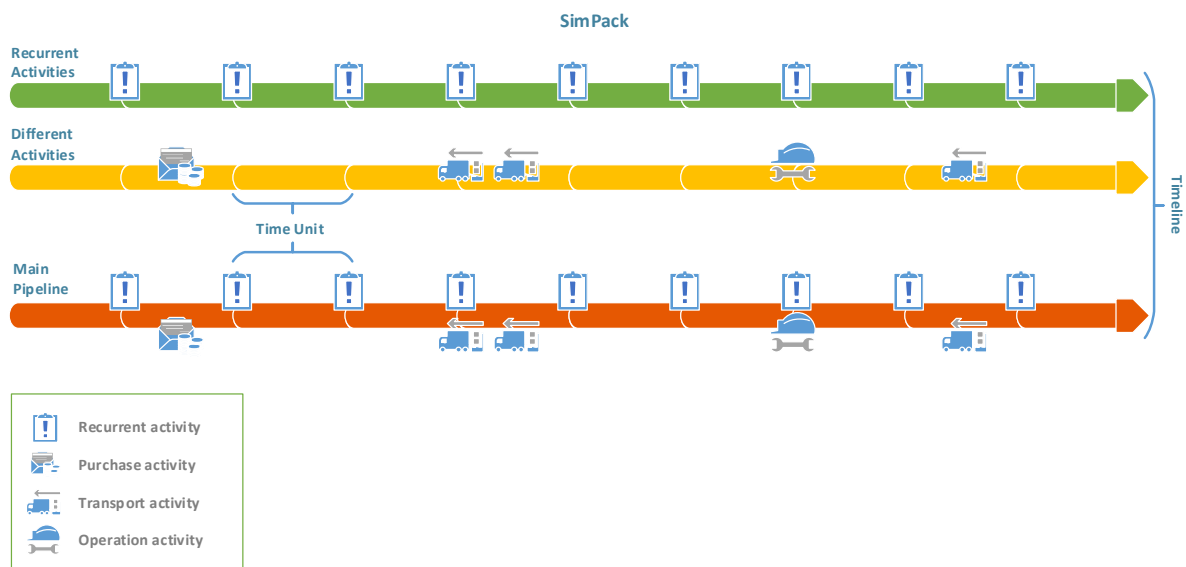 SimPack
Recurrent
Activities
Different
Activities
Time Unit
Timeline
Main
Pipeline
Recurrent activity
Purchase activity
Transport activity
Operation activity